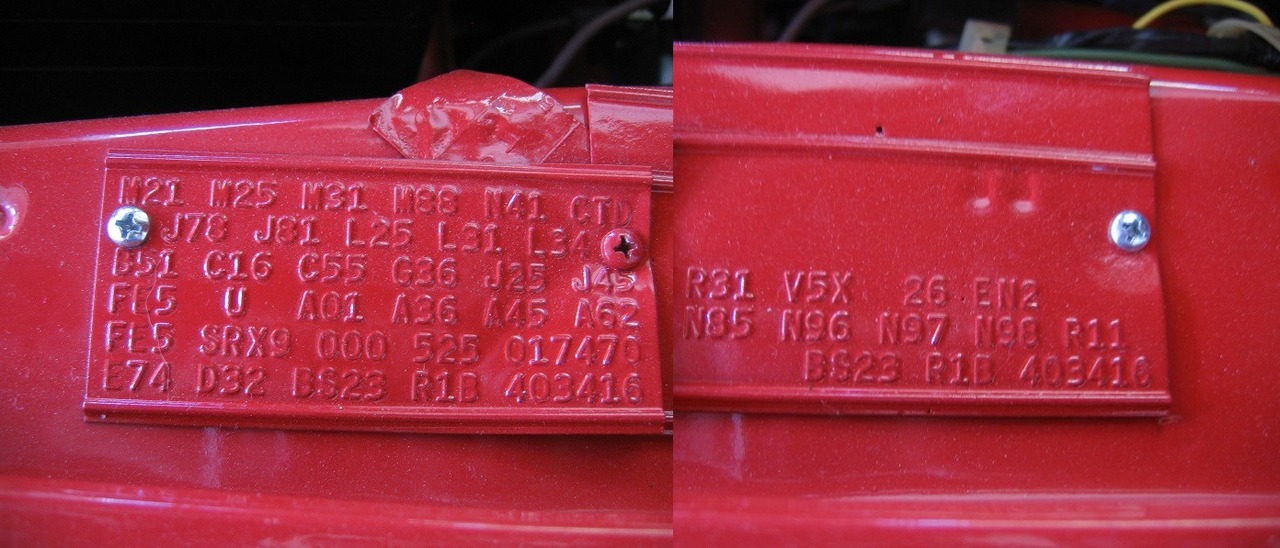 M21 M25 M31 M88 N41 CTD
J78 J81 L25 L31 L34
B51 C16 C55 G36 J25 J45
FE5 U A01 A36 A45 A62
FE5 SRX9 000 525 017470
E74 D32 BS23 R1B 403416
R31 V5X 26 EN2
N85 N96 N97 N98 R11
BS23 R1B 403416